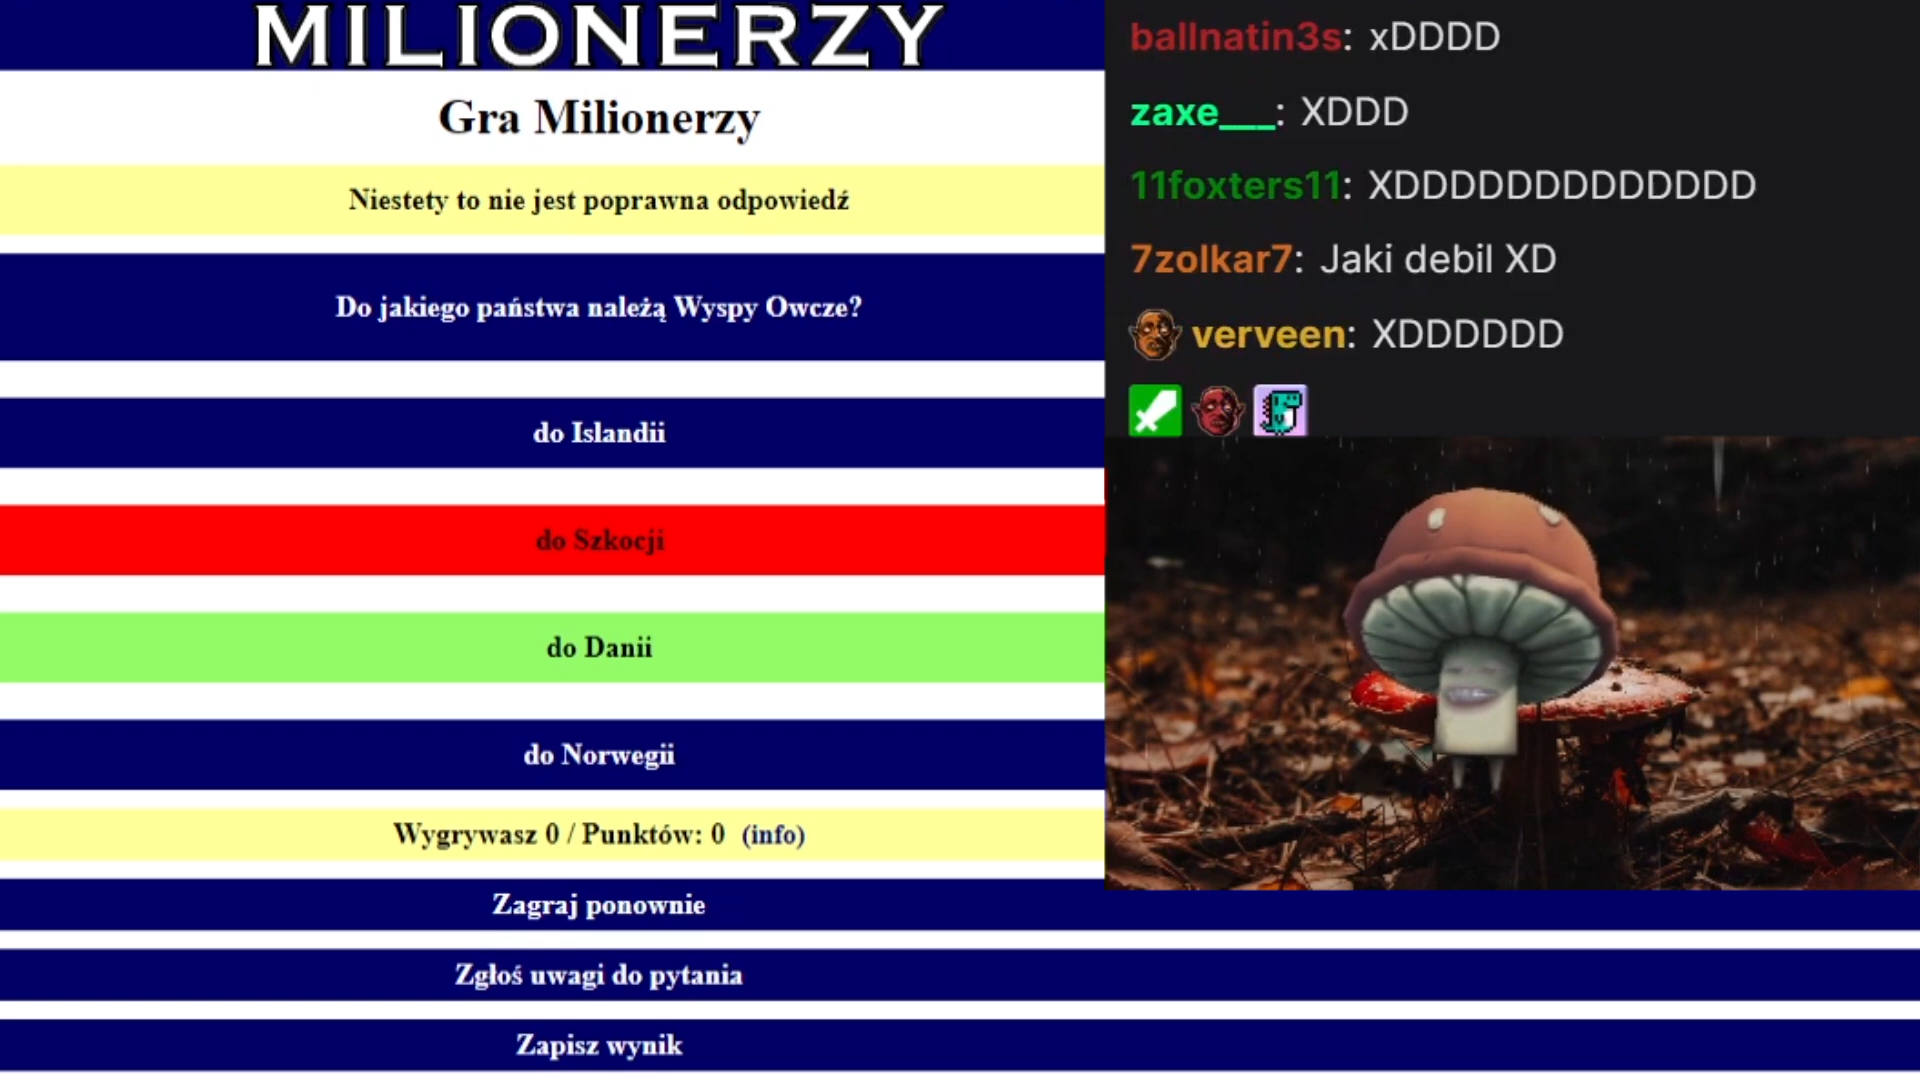 MILIONERZY
Gra Milionerzy
Niestety to nie jest poprawna odpowiedź
Do jakiego państwa należą Wyspy Owcze?
do Islandii
do Szkocji
do Danii
do Norwegii
Wygrywasz 0 / Punktów: 0 (info)
Zagraj ponownie
Zgłoś uwagi do pytania
Zapisz wynik
ballnatin3s: xDDDD
zaxe___: XDDD
11foxters11: XDDDDDDDDDDDDD
7zolkar7: Jaki debil XD
verveen: XDDDDDD